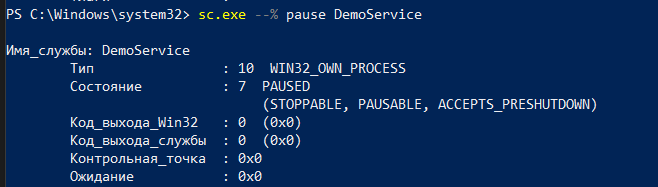 PS C:\Windows\system32> sc.exe --% pause DemoService
Имя_службы: DemoService
Тип : 10 WIN32_OWN_PROCESS
Состояние : 7 PAUSED
(STOPPABLE, PAUSABLE, ACCEPTS_PRESHUTDOWN)
Код_выхода_Win32 : 0 (0x0)
Код_выхода_службы : 0 (0x0)
Контрольная_точка : 0x0
Ожидание : 0x0